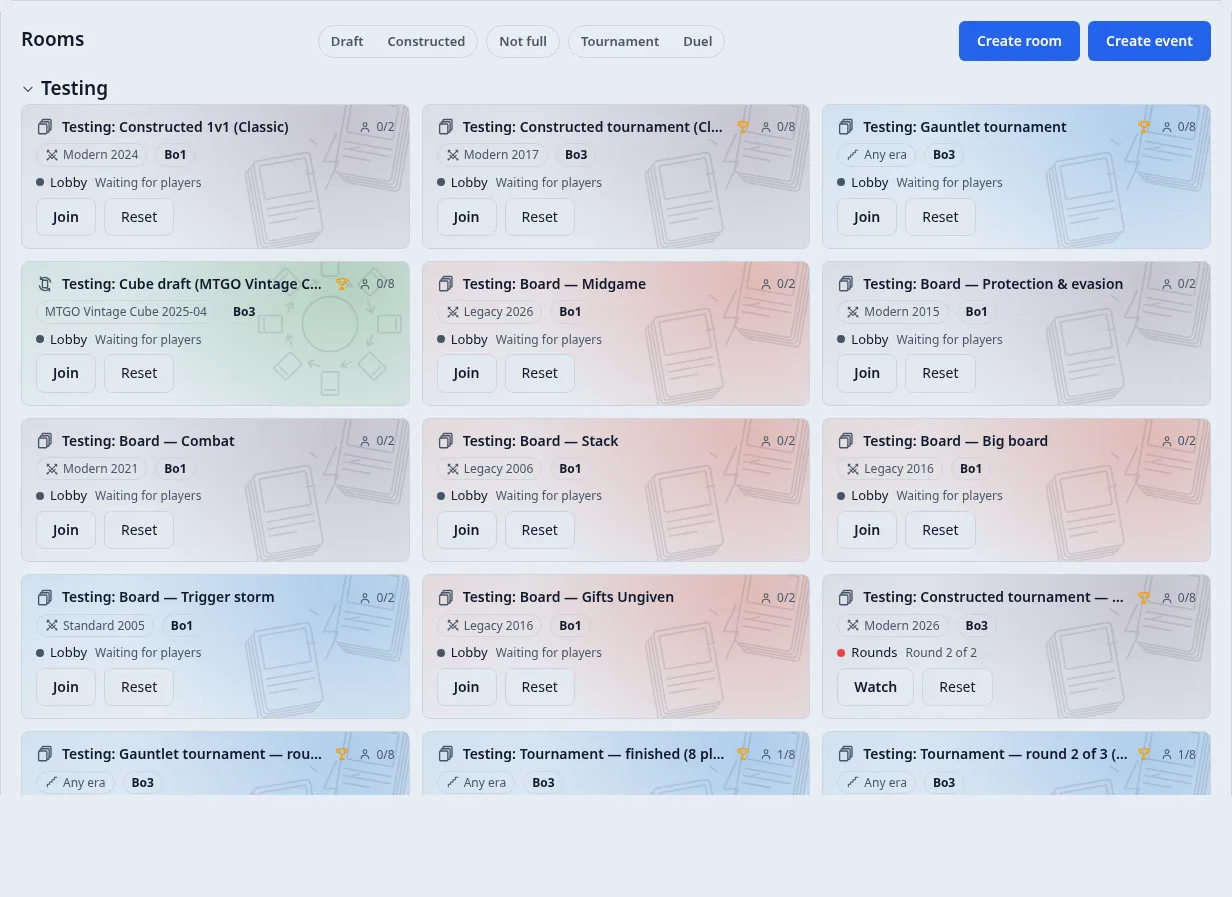 Rooms
Draft Constructed Not full Tournament Duel
Create room Create event
Testing
Testing: Constructed 1v1 (Classic) 0/2
Modern 2024 Bo1
Lobby Waiting for players
Join Reset
Testing: Constructed tournament (Cl... 0/8
Modern 2017 Bo3
Lobby Waiting for players
Join Reset
Testing: Gauntlet tournament 0/8
Any era Bo3
Lobby Waiting for players
Join Reset
Testing: Cube draft (MTGO Vintage C... 0/8
MTGO Vintage Cube 2025-04 Bo3
Lobby Waiting for players
Join Reset
Testing: Board — Midgame 0/2
Legacy 2026 Bo1
Lobby Waiting for players
Join Reset
Testing: Board — Protection & evasion 0/2
Modern 2015 Bo1
Lobby Waiting for players
Join Reset
Testing: Board — Combat 0/2
Modern 2021 Bo1
Lobby Waiting for players
Join Reset
Testing: Board — Stack 0/2
Legacy 2006 Bo1
Lobby Waiting for players
Join Reset
Testing: Board — Big board 0/2
Legacy 2016 Bo1
Lobby Waiting for players
Join Reset
Testing: Board — Trigger storm 0/2
Standard 2005 Bo1
Lobby Waiting for players
Join Reset
Testing: Board — Gifts Ungiven 0/2
Legacy 2016 Bo1
Lobby Waiting for players
Join Reset
Testing: Constructed tournament — ... 0/8
Modern 2026 Bo3
Rounds Round 2 of 2
Watch Reset
Testing: Gauntlet tournament — rou... 0/8
Any era Bo3
Testing: Tournament — finished (8 pl... 1/8
Any era Bo3
Testing: Tournament — round 2 of 3 (... 1/8
Any era Bo3